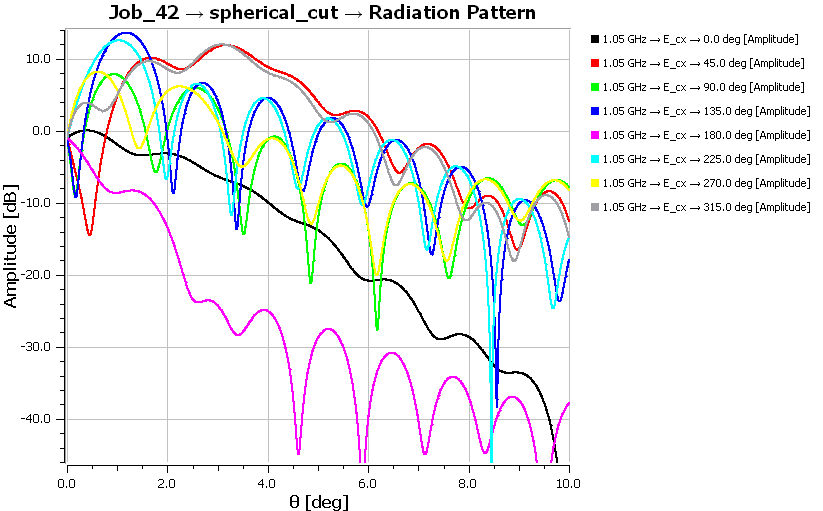 Job_42 → spherical_cut → Radiation Pattern
10.0
0.0
-10.0
-20.0
-30.0
-40.0
Amplitude [dB]
0.0 2.0 4.0 6.0 8.0 10.0
θ [deg]
1.05 GHz → E_cx → 0.0 deg [Amplitude]
1.05 GHz → E_cx → 45.0 deg [Amplitude]
1.05 GHz → E_cx → 90.0 deg [Amplitude]
1.05 GHz → E_cx → 135.0 deg [Amplitude]
1.05 GHz → E_cx → 180.0 deg [Amplitude]
1.05 GHz → E_cx → 225.0 deg [Amplitude]
1.05 GHz → E_cx → 270.0 deg [Amplitude]
1.05 GHz → E_cx → 315.0 deg [Amplitude]